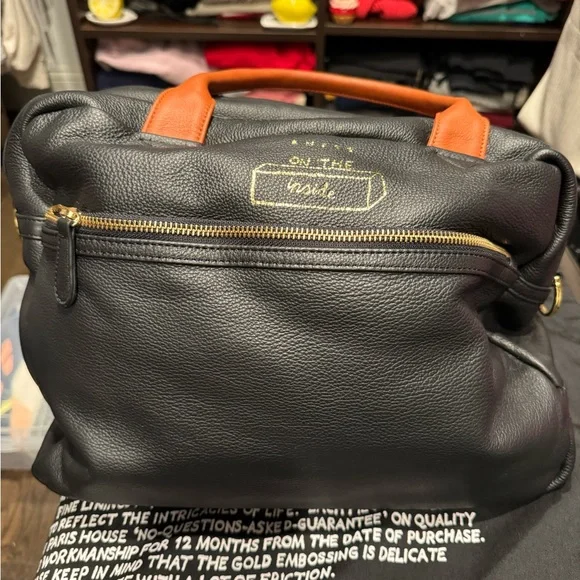 ON THE
inside
FINE LINING
TO REFLECT THE INTRICACIES OF LIFE.
PARIS HOUSE 'NO-QUESTIONS-ASKED-GUARANTEE' ON QUALITY
WORKMANSHIP FOR 12 MONTHS FROM THE DATE OF PURCHASE.
KEEP IN MIND THAT THE GOLD EMBOSSING IS DELICATE
WITH A LOT OF FRICTION.